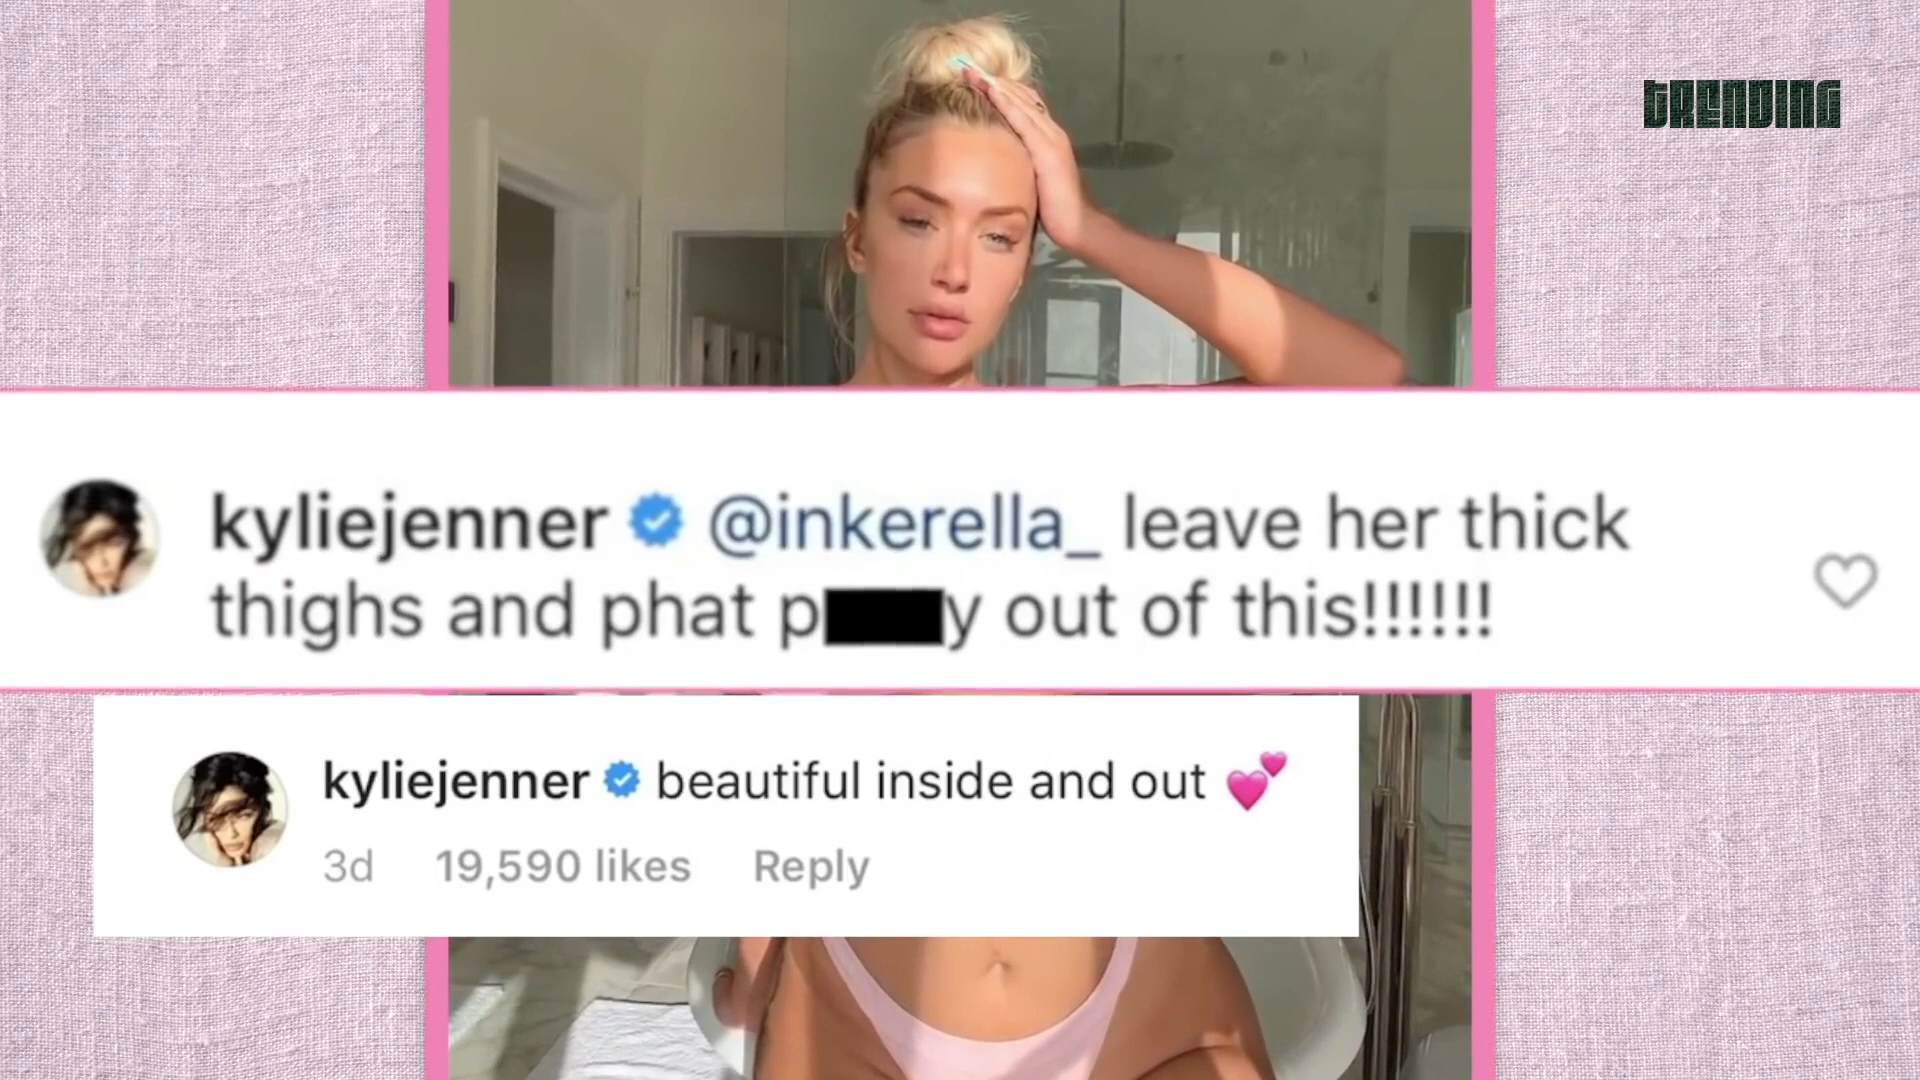 TRENDING
kyliejenner @inkerella_ leave her thick
thighs and phat p y out of this!!!!!!
kyliejenner beautiful inside and out 💕
3d 19,590 likes Reply